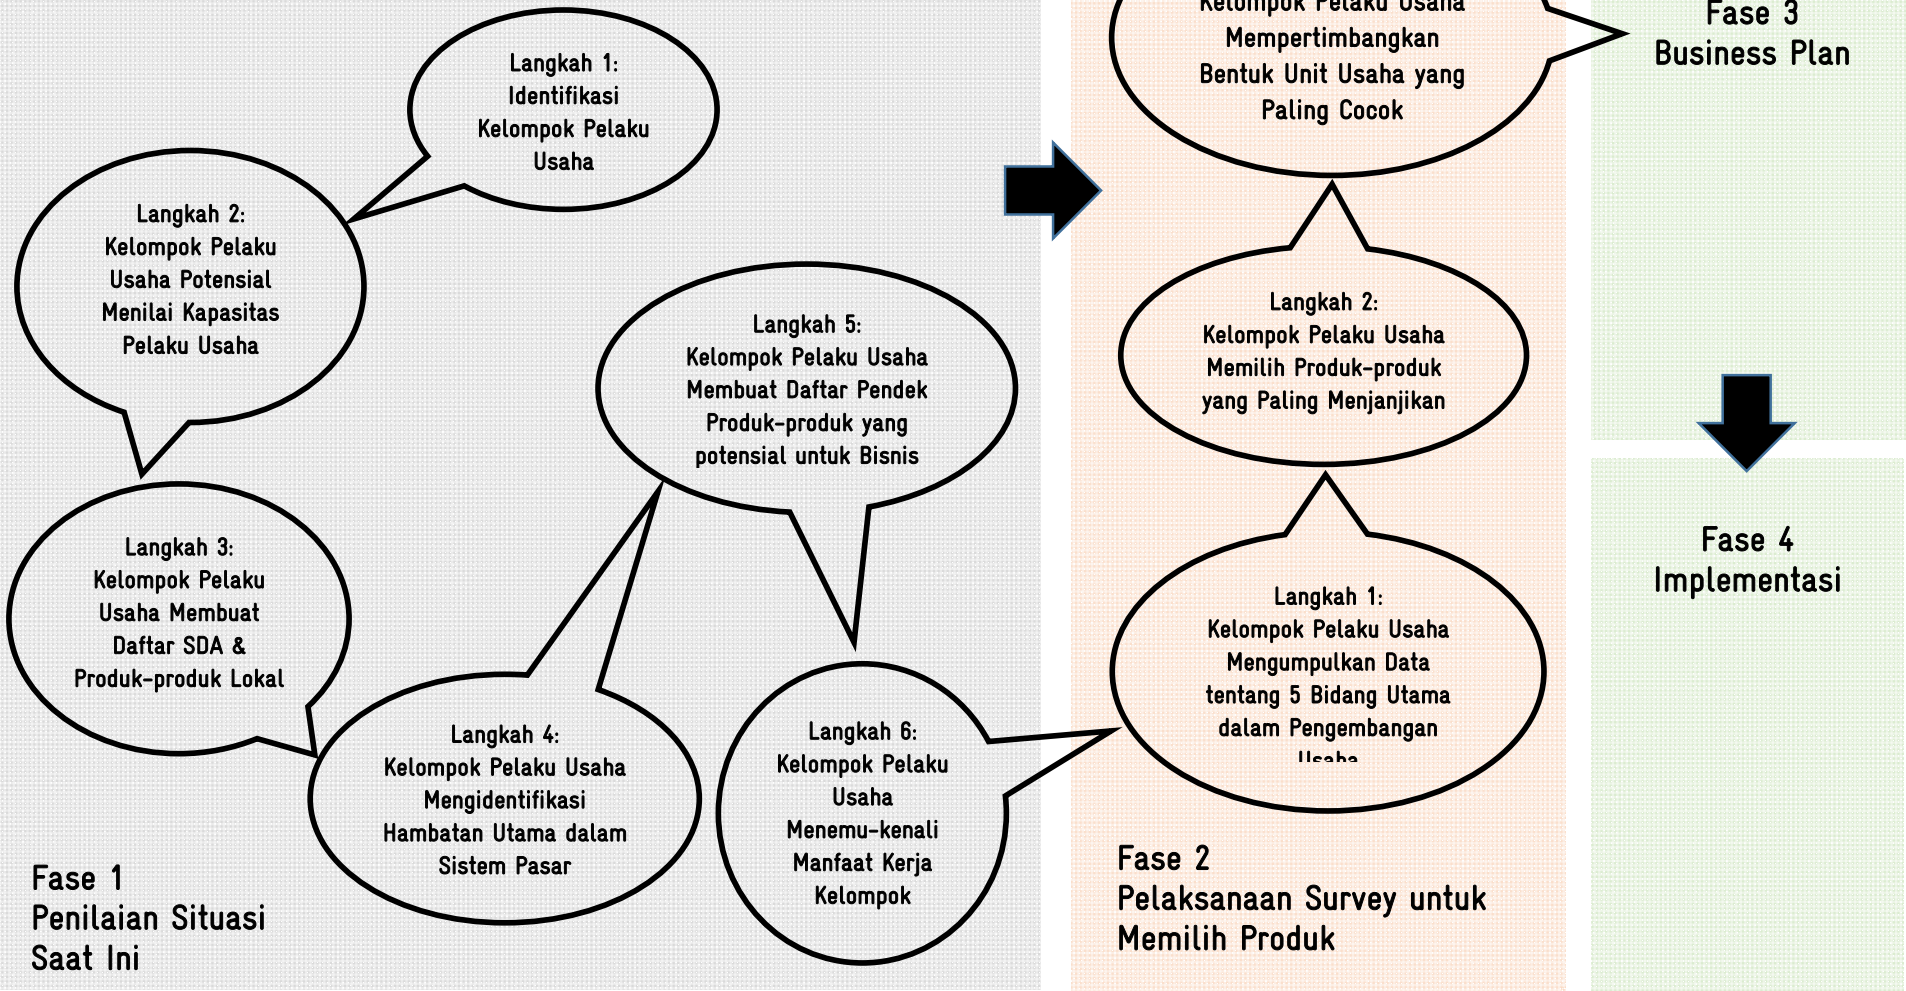 Langkah 1:
Identifikasi
Kelompok Pelaku
Usaha
Langkah 2:
Kelompok Pelaku
Usaha Potensial
Menilai Kapasitas
Pelaku Usaha
Langkah 3:
Kelompok Pelaku
Usaha Membuat
Daftar SDA &
Produk-produk Lokal
Langkah 4:
Kelompok Pelaku Usaha
Mengidentifikasi
Hambatan Utama dalam
Sistem Pasar
Langkah 5:
Kelompok Pelaku Usaha
Membuat Daftar Pendek
Produk-produk yang
potensial untuk Bisnis
Langkah 6:
Kelompok Pelaku
Usaha
Menemu-kenali
Manfaat Kerja
Kelompok
Fase 1
Penilaian Situasi
Saat Ini
Langkah 1:
Kelompok Pelaku Usaha
Mengumpulkan Data
tentang 5 Bidang Utama
dalam Pengembangan
Usaha
Langkah 2:
Kelompok Pelaku Usaha
Memilih Produk-produk
yang Paling Menjanjikan
Kelompok Pelaku Usaha
Mempertimbangkan
Bentuk Unit Usaha yang
Paling Cocok
Fase 2
Pelaksanaan Survey untuk
Memilih Produk
Fase 3
Business Plan
Fase 4
Implementasi